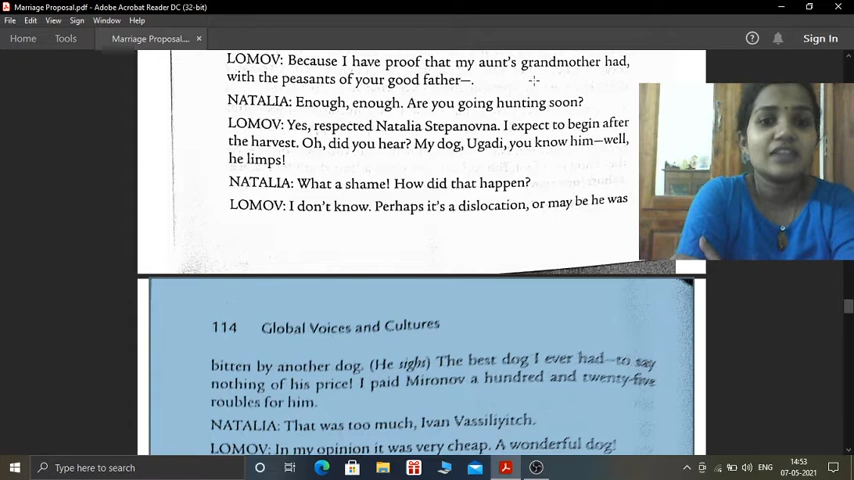 Marriage Proposal.pdf - Adobe Acrobat Reader DC (32-bit)
File Edit View Sign Window Help
Home Tools Marriage Proposal... × Sign In
LOMOV: Because I have proof that my aunt's grandmother had,
with the peasants of your good father—.
NATALIA: Enough, enough. Are you going hunting soon?
LOMOV: Yes, respected Natalia Stepanovna. I expect to begin after
the harvest. Oh, did you hear? My dog, Ugadi, you know him—well,
he limps!
NATALIA: What a shame! How did that happen?
LOMOV: I don't know. Perhaps it's a dislocation, or may be he was
114 Global Voices and Cultures
bitten by another dog. (He sighs) The best dog I ever had—to say
nothing of his price! I paid Mironov a hundred and twenty-five
roubles for him.
NATALIA: That was too much, Ivan Vassiliyitch.
LOMOV: In my opinion it was very cheap. A wonderful dog!
Type here to search
ENG
14:53
07-05-2021